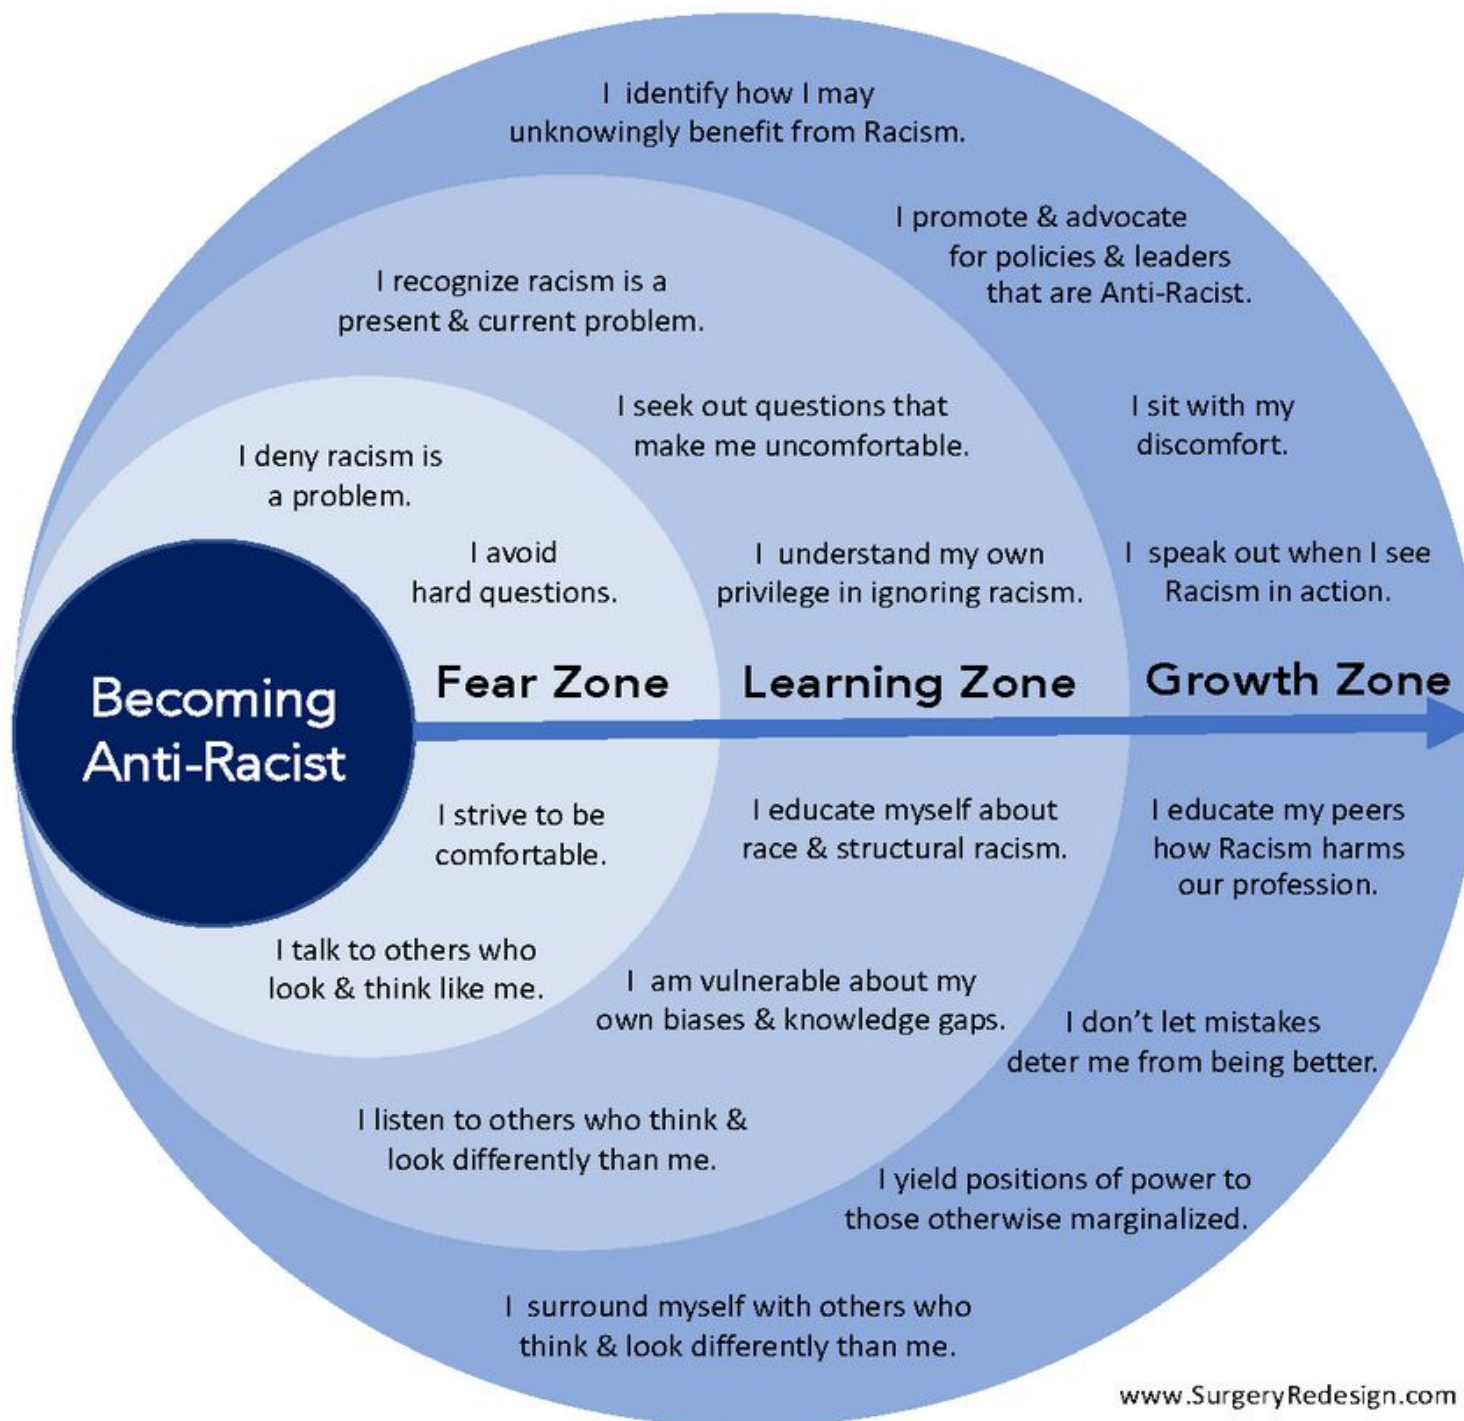 I identify how I may
unknowingly benefit from Racism.
I promote & advocate
for policies & leaders
that are Anti-Racist.
I recognize racism is a
present & current problem.
I seek out questions that
make me uncomfortable.
I sit with my
discomfort.
I deny racism is
a problem.
I avoid
hard questions.
I understand my own
privilege in ignoring racism.
I speak out when I see
Racism in action.
Becoming
Anti-Racist
Fear Zone
Learning Zone
Growth Zone
I strive to be
comfortable.
I educate myself about
race & structural racism.
I educate my peers
how Racism harms
our profession.
I talk to others who
look & think like me.
I am vulnerable about my
own biases & knowledge gaps.
I don’t let mistakes
deter me from being better.
I listen to others who think &
look differently than me.
I yield positions of power to
those otherwise marginalized.
I surround myself with others who
think & look differently than me.
www.SurgeryRedesign.com